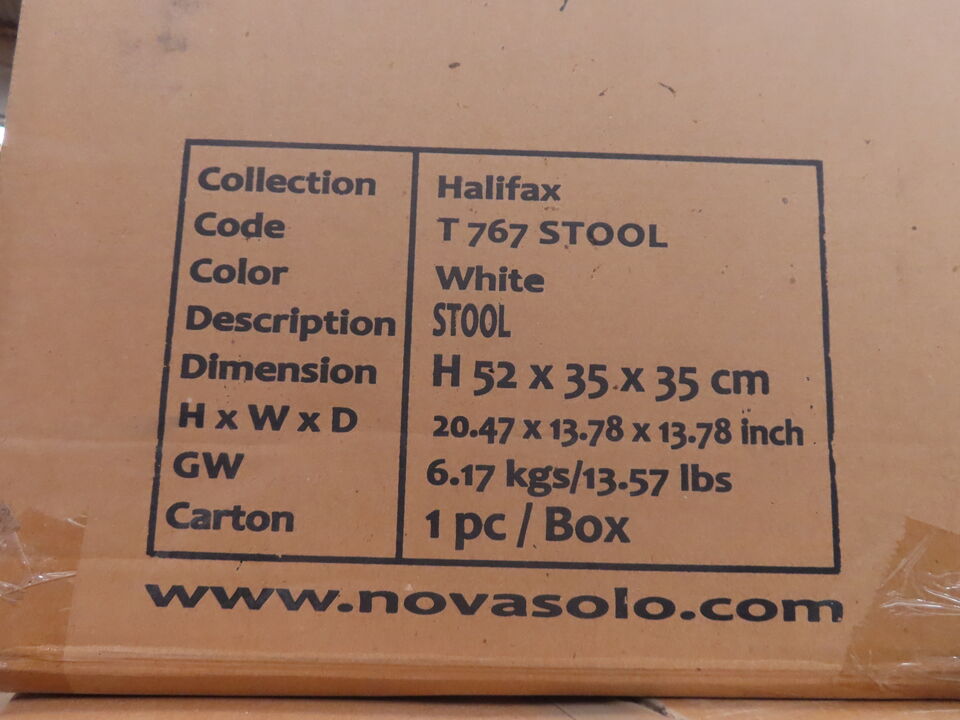 Collection Halifax
Code T 767 STOOL
Color White
Description STOOL
Dimension H 52 x 35 x 35 cm
H x W x D 20.47 x 13.78 x 13.78 inch
GW 6.17 kgs/13.57 lbs
Carton 1 pc / Box
www.novasolo.com